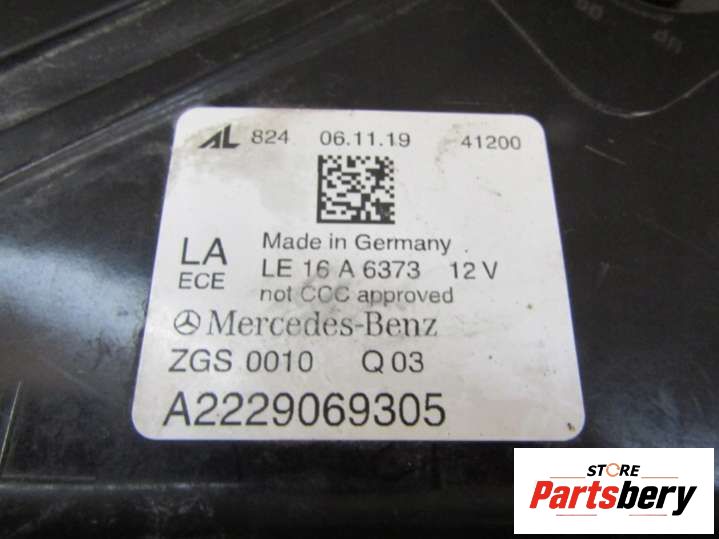 AL 824 06.11.19 41200
LA
ECE
Made in Germany
LE 16 A 6373 12 V
not CCC approved
Mercedes-Benz
ZGS 0010 Q 03
A2229069305
STORE
Partsbery